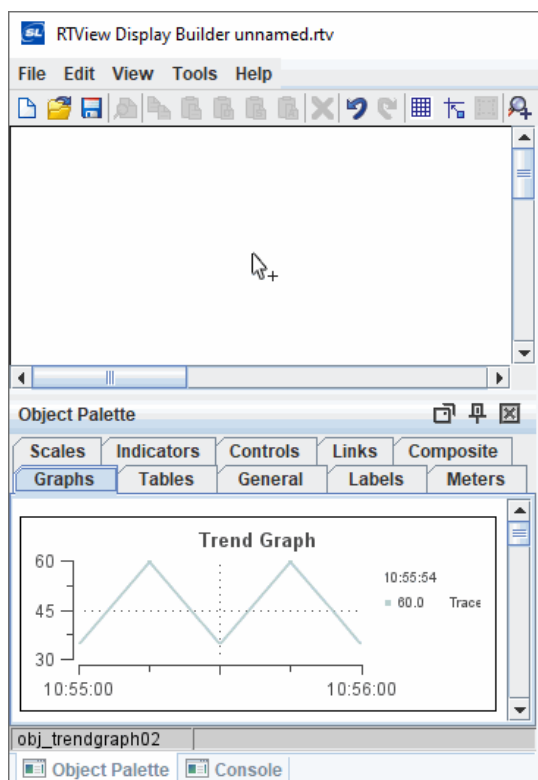 SL RTView Display Builder unnamed.rtv
File Edit View Tools Help
Object Palette
Scales Indicators Controls Links Composite
Graphs Tables General Labels Meters
Trend Graph
60
45
30
10:55:54
60.0 Trace
10:55:00 10:56:00
obj_trendgraph02
Object Palette Console